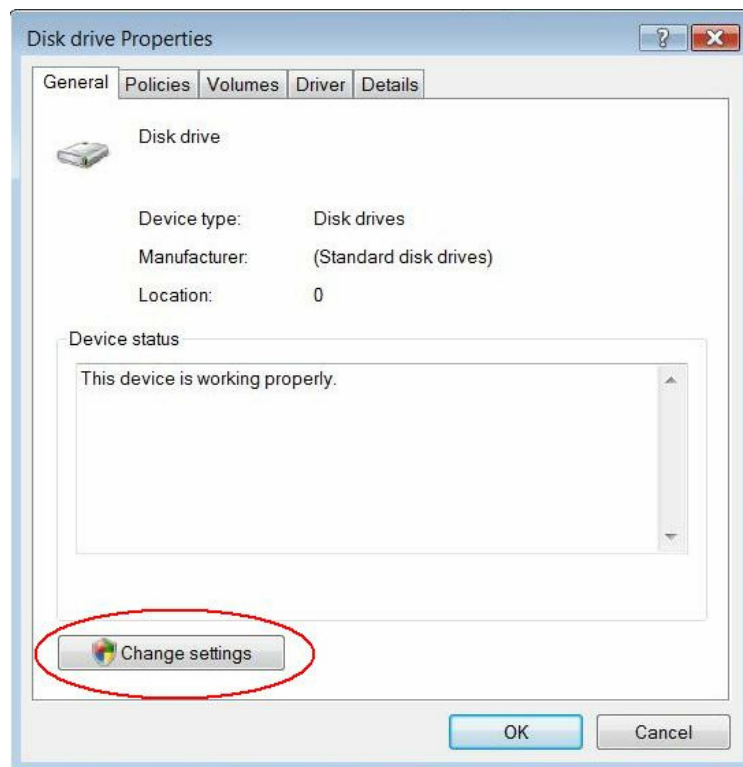 Disk drive Properties
General Policies Volumes Driver Details
Disk drive
Device type: Disk drives
Manufacturer: (Standard disk drives)
Location: 0
Device status
This device is working properly.
Change settings
OK Cancel